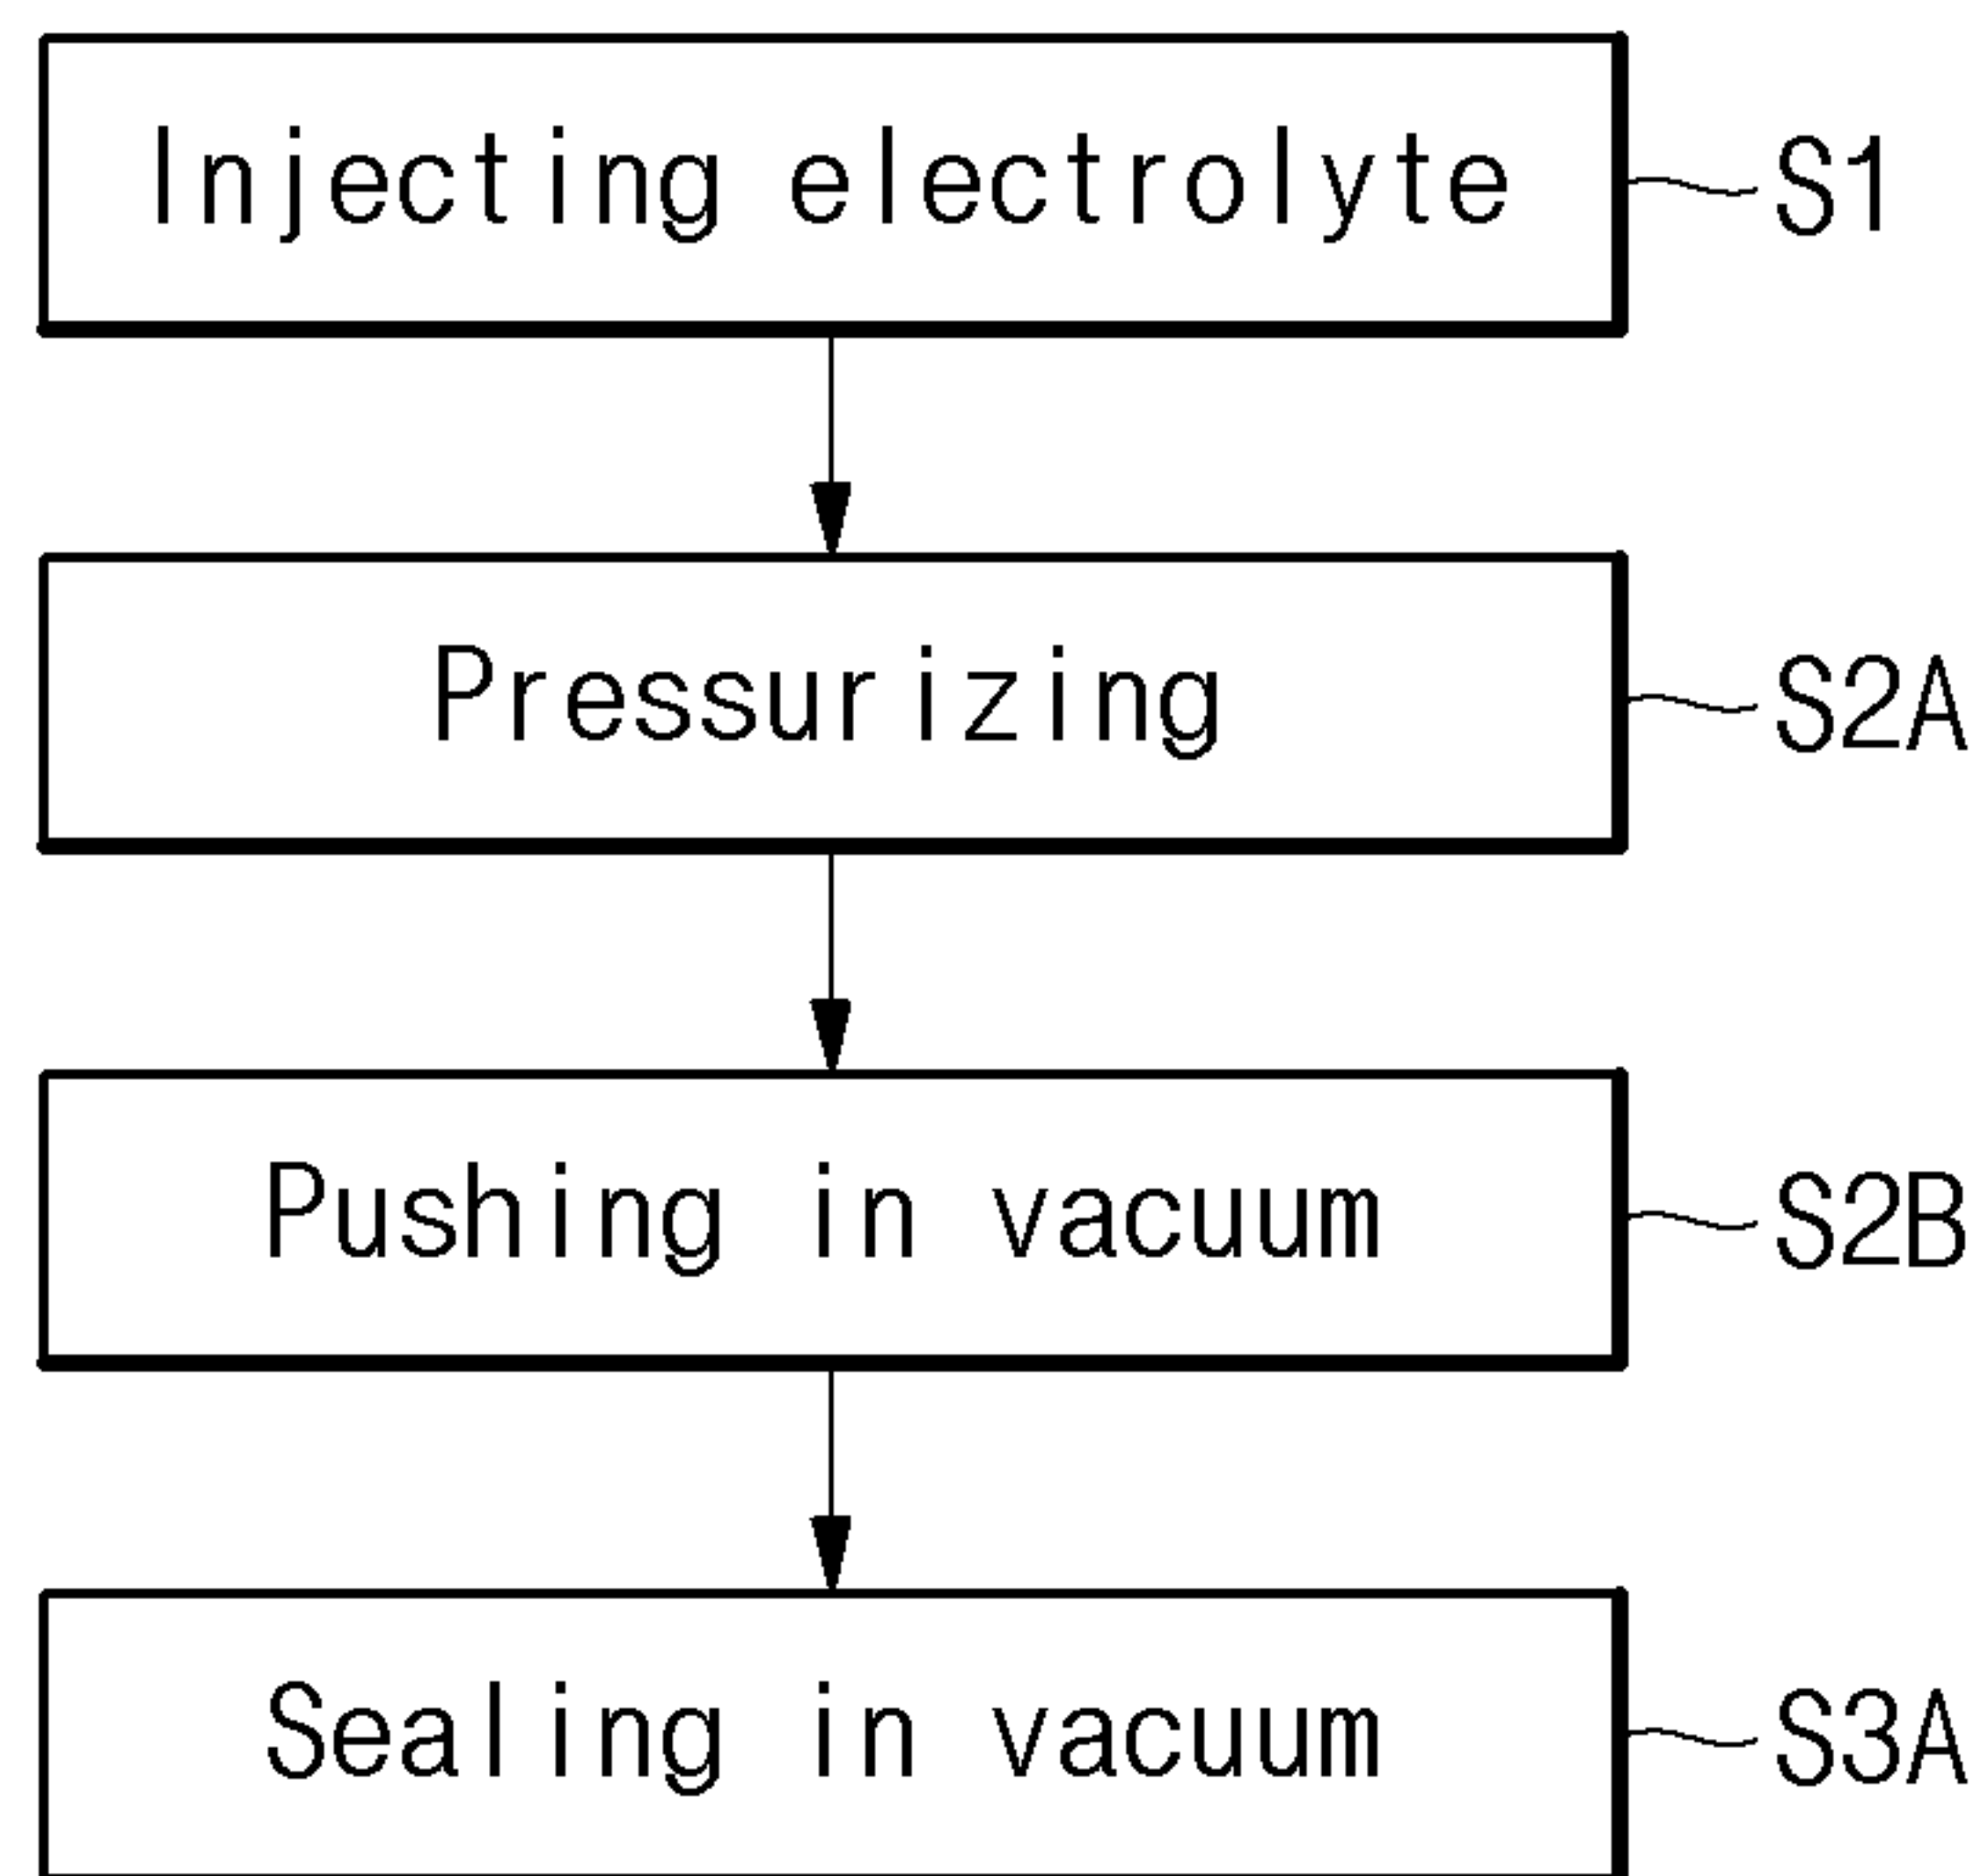 Injecting electrolyte S1
Pressurizing S2A
Pushing in vacuum S2B
Sealing in vacuum S3A